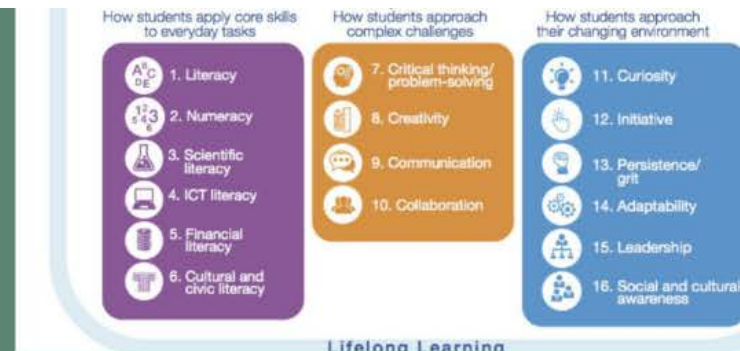 How students apply core skills
to everyday tasks
1. Literacy
2. Numeracy
3. Scientific
literacy
4. ICT literacy
5. Financial
literacy
6. Cultural and
civic literacy
How students approach
complex challenges
7. Critical thinking/
problem-solving
8. Creativity
9. Communication
10. Collaboration
How students approach
their changing environment
11. Curiosity
12. Initiative
13. Persistence/
grit
14. Adaptability
15. Leadership
16. Social and cultural
awareness
Lifelong Learning